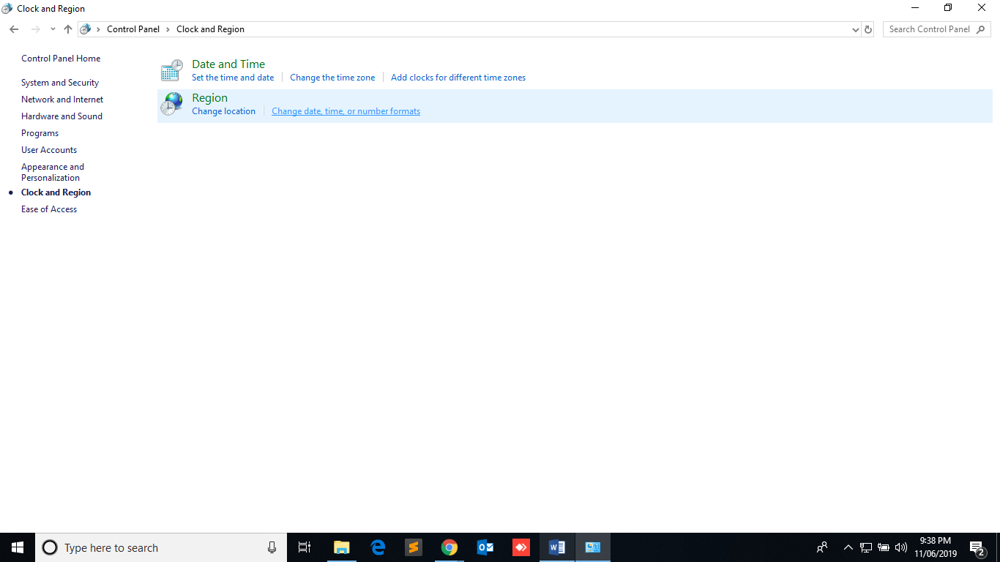 Clock and Region
Control Panel > Clock and Region
Search Control Panel
Control Panel Home
System and Security
Network and Internet
Hardware and Sound
Programs
User Accounts
Appearance and
Personalization
Clock and Region
Ease of Access
Date and Time
Set the time and date Change the time zone Add clocks for different time zones
Region
Change location Change date, time, or number formats
Type here to search
9:38 PM
11/06/2019
2